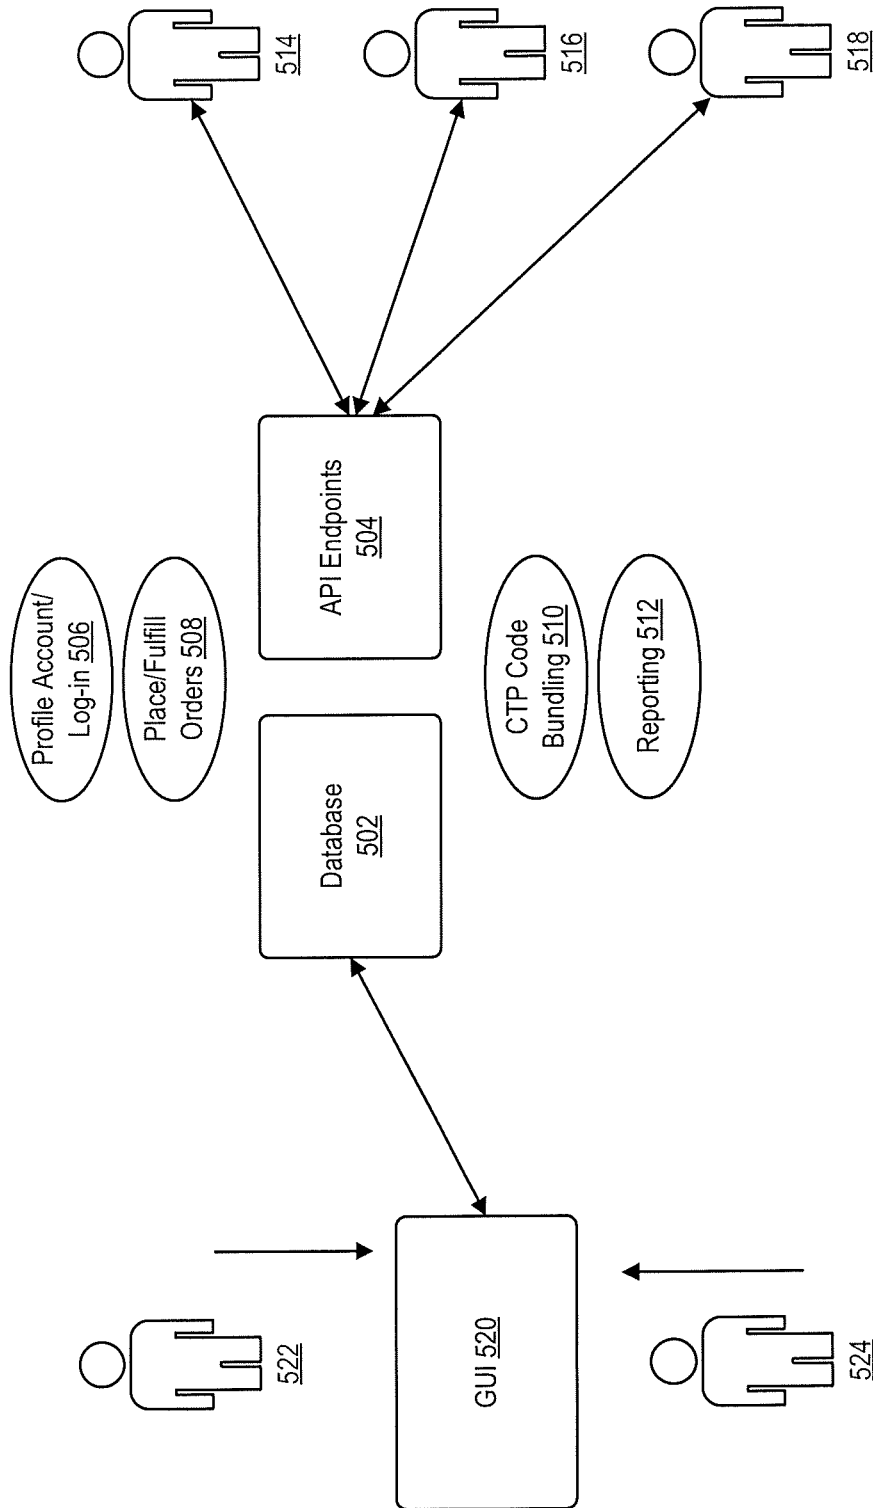 Profile Account/
Log-in 506
Place/Fulfill
Orders 508
522
514
Database
502
API Endpoints
504
GUI 520
CTP Code
Bundling 510
516
Reporting 512
524
518